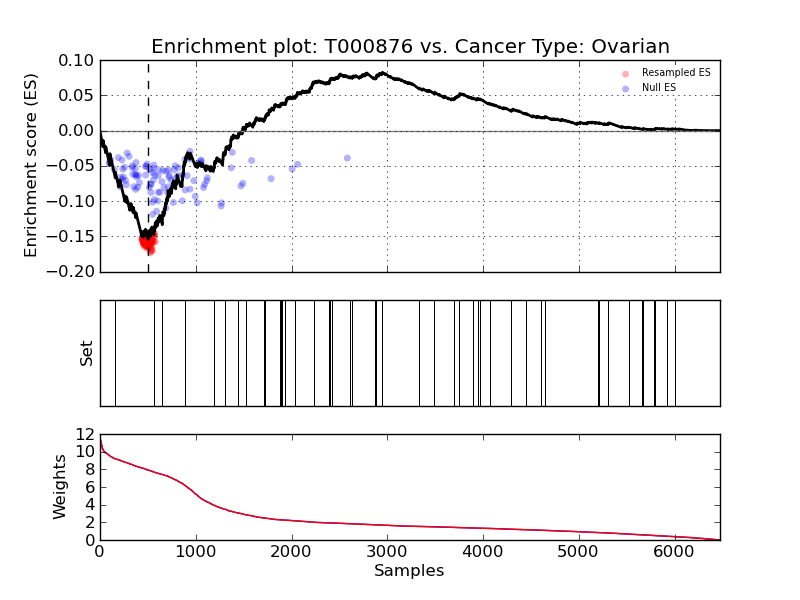 Enrichment plot: T000876 vs. Cancer Type: Ovarian
Enrichment score (ES)
0.10
0.05
0.00
−0.05
−0.10
−0.15
−0.20
Resampled ES
Null ES
Set
Weights
12
10
8
6
4
2
0
0 1000 2000 3000 4000 5000 6000
Samples